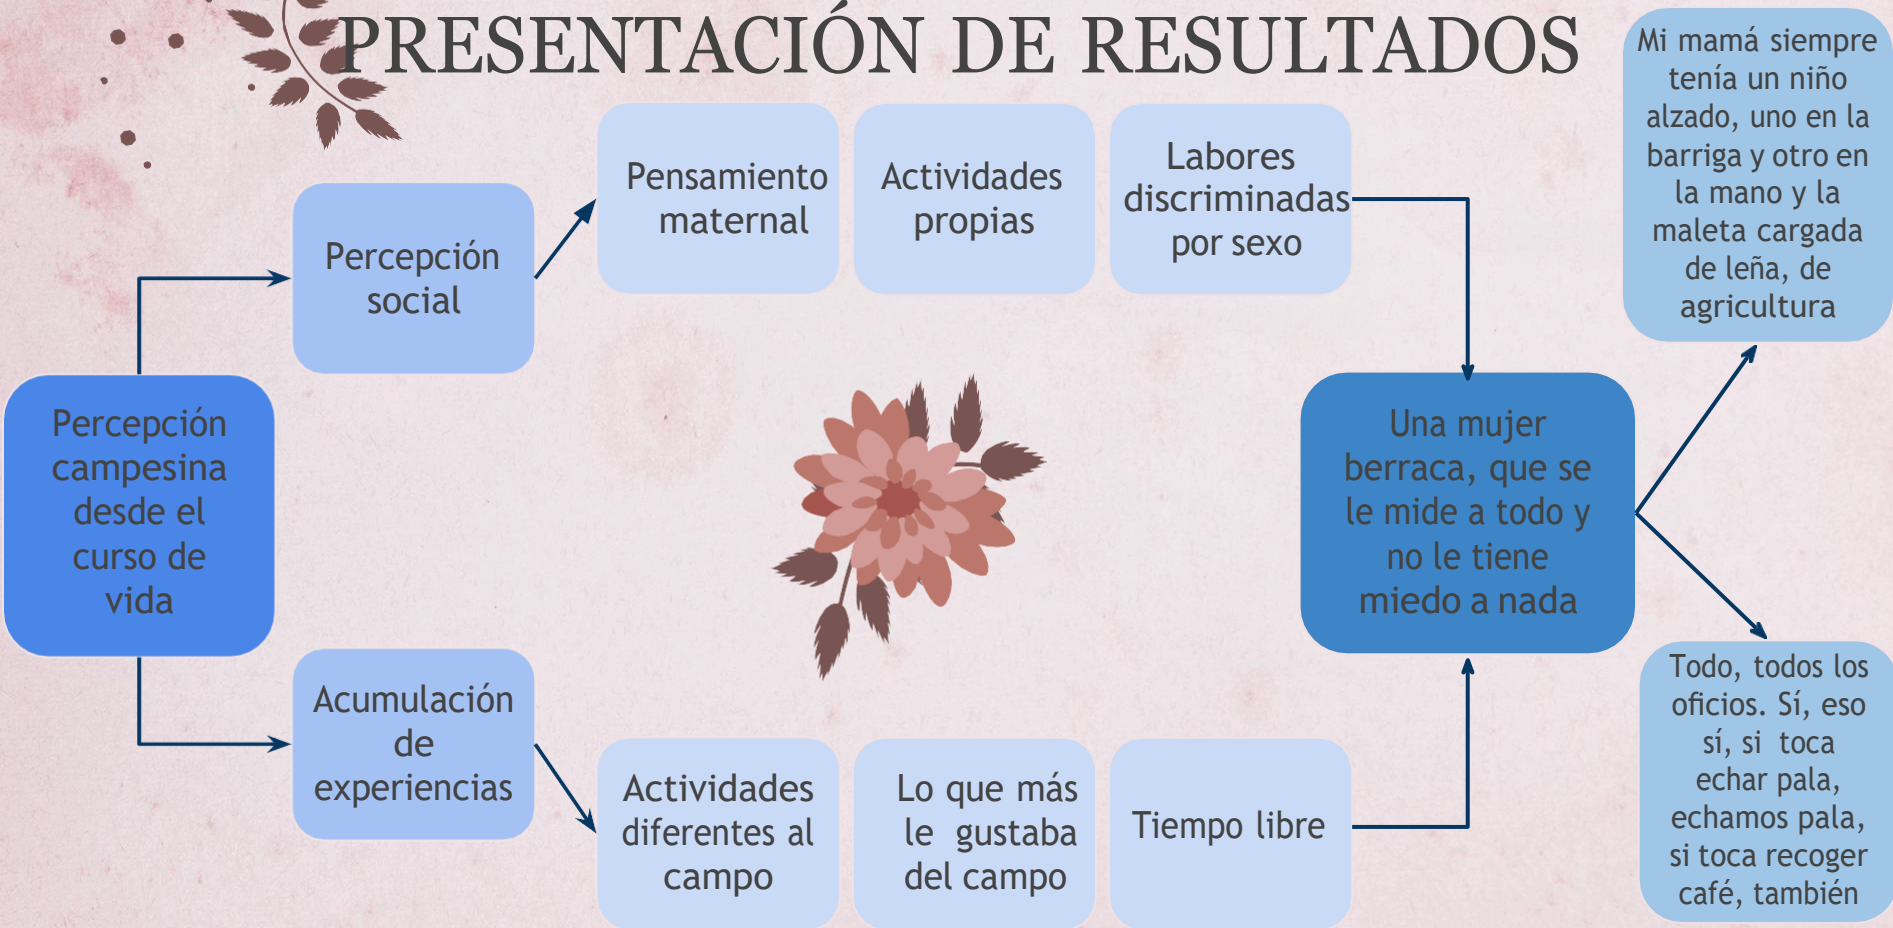 PRESENTACIÓN DE RESULTADOS
Mi mamá siempre
tenía un niño
alzado, uno en la
barriga y otro en
la mano y la
maleta cargada
de leña, de
agricultura
Pensamiento
maternal
Actividades
propias
Labores
discriminadas
por sexo
Percepción
social
Percepción
campesina
desde el
curso de
vida
Una mujer
berraca, que se
le mide a todo y
no le tiene
miedo a nada
Acumulación
de
experiencias
Actividades
diferentes al
campo
Lo que más
le gustaba
del campo
Tiempo libre
Todo, todos los
oficios. Sí, eso
sí, si toca
echar pala,
echamos pala,
si toca recoger
café, también